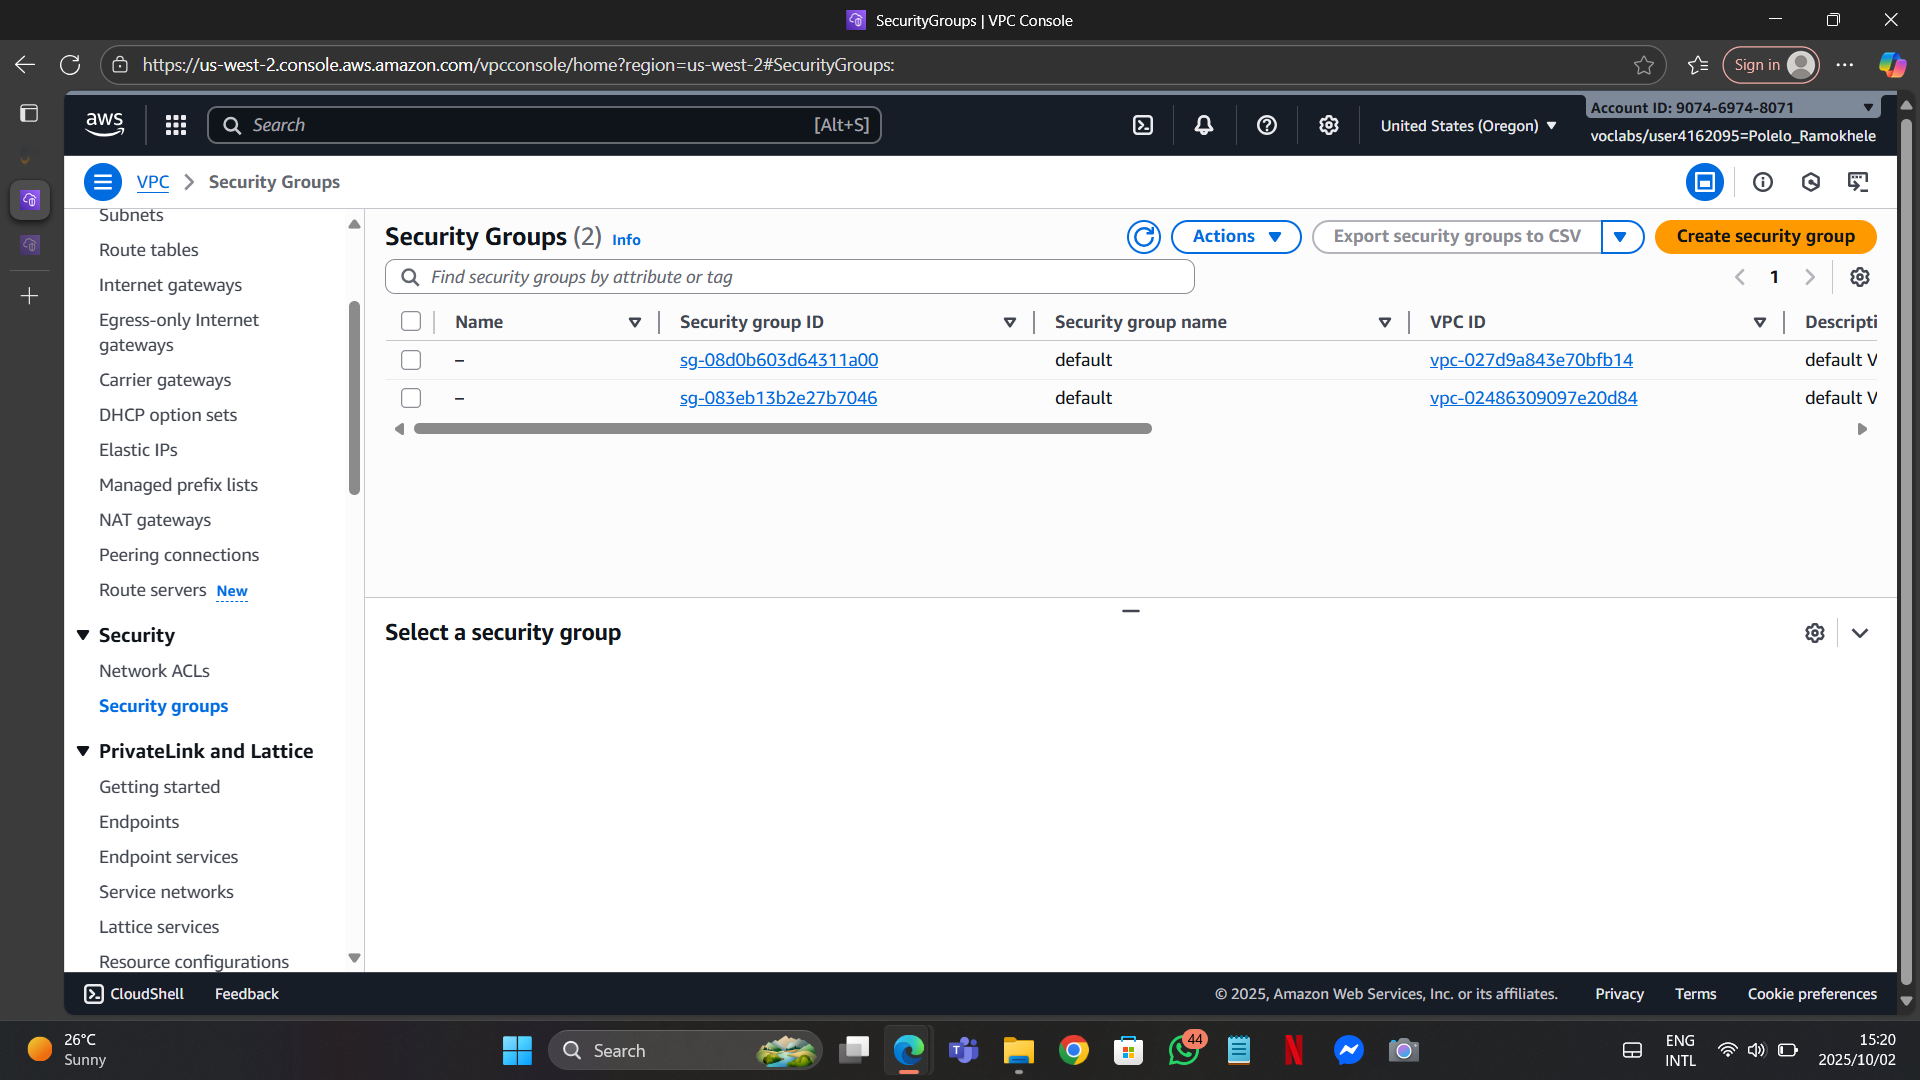 SecurityGroups | VPC Console
https://us-west-2.console.aws.amazon.com/vpcconsole/home?region=us-west-2#SecurityGroups:
Sign in
aws
Search
[Alt+S]
United States (Oregon)
Account ID: 9074-6974-8071
voclabs/user4162095=Polelo_Ramokhele
VPC
Security Groups
Subnets
Route tables
Internet gateways
Egress-only Internet
gateways
Carrier gateways
DHCP option sets
Elastic IPs
Managed prefix lists
NAT gateways
Peering connections
Route servers New
Security
Network ACLs
Security groups
PrivateLink and Lattice
Getting started
Endpoints
Endpoint services
Service networks
Lattice services
Resource configurations
Security Groups (2) Info
Actions
Export security groups to CSV
Create security group
Find security groups by attribute or tag
1
Name
Security group ID
Security group name
VPC ID
Descripti
– sg-08d0b603d64311a00 default vpc-027d9a843e70bfb14 default V
– sg-083eb13b2e27b7046 default vpc-02486309097e20d84 default V
Select a security group
CloudShell
Feedback
© 2025, Amazon Web Services, Inc. or its affiliates.
Privacy
Terms
Cookie preferences
26°C
Sunny
Search
44
ENG
INTL
15:20
2025/10/02